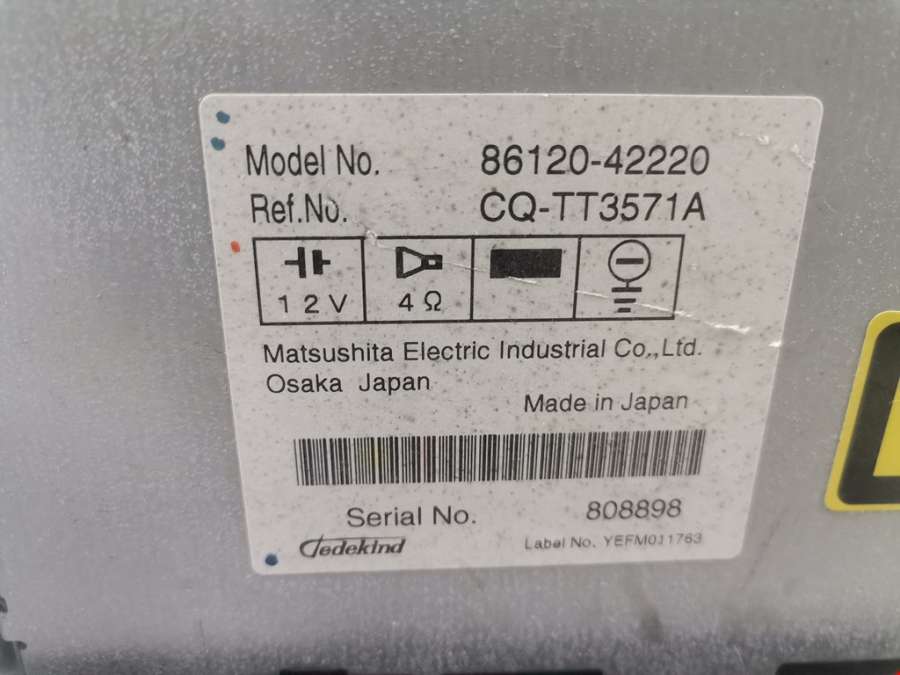 Model No. 86120-42220
Ref.No. CQ-TT3571A
12V 4Ω
Matsushita Electric Industrial Co.,Ltd.
Osaka Japan
Made in Japan
Serial No. 808898
Jedekind Label No. YEFM011763